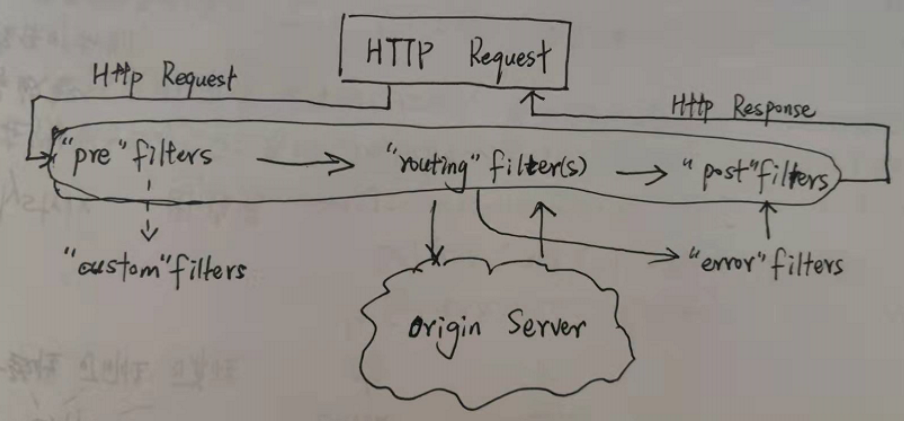 HTTP Request
Http Request
Http Response
"pre" filters
"routing" filter(s)
"post" filters
"custom" filters
"error" filters
Origin Server